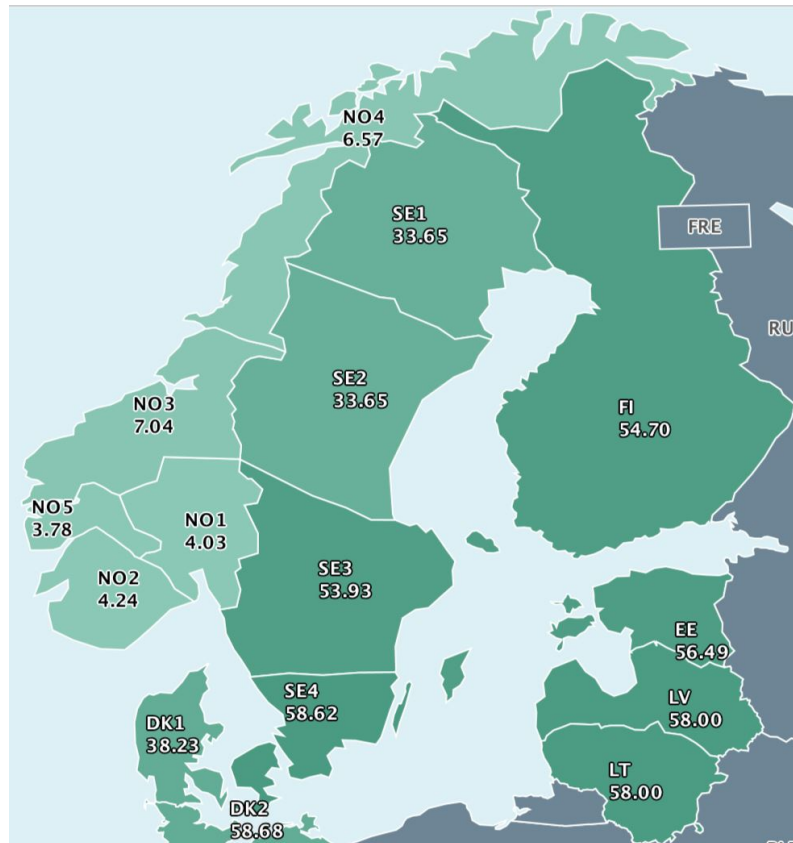 NO4
6.57
SE1
33.65
FRE
RU
SE2
33.65
NO3
7.04
FI
54.70
NO5
3.78
NO1
4.03
NO2
4.24
SE3
53.93
EE
56.49
SE4
58.62
LV
58.00
DK1
38.23
LT
58.00
DK2
58.68